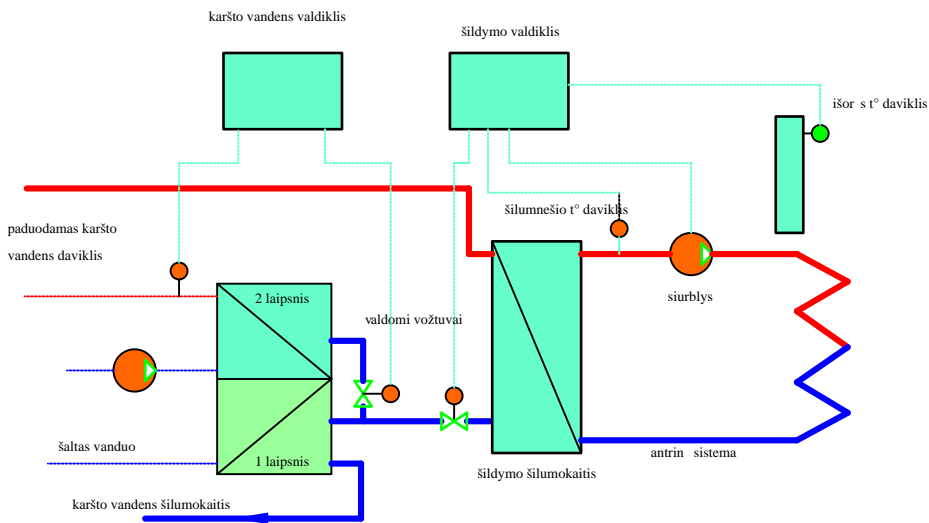 karšto vandens valdiklis
šildymo valdiklis
išor s t° daviklis
šilumnešio t° daviklis
paduodamas karšto
vandens daviklis
siurblys
2 laipsnis
valdomi vožtuvai
šaltas vanduo
1 laipsnis
antrin sistema
šildymo šilumokaitis
karšto vandens šilumokaitis